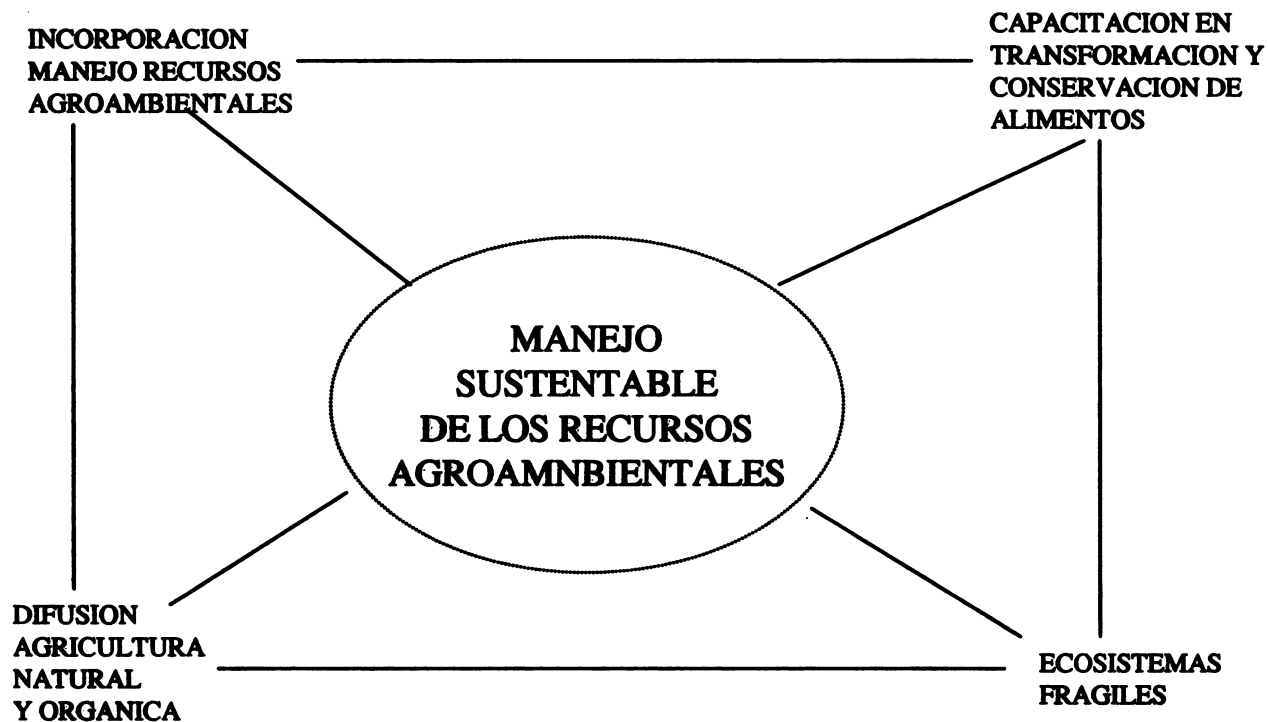 INCORPORACION
MANEJO RECURSOS
AGROAMBIENTALES
CAPACITACION EN
TRANSFORMACION Y
CONSERVACION DE
ALIMENTOS
MANEJO
SUSTENTABLE
DE LOS RECURSOS
AGROAMNBIENTALES
DIFUSION
AGRICULTURA
NATURAL
Y ORGANICA
ECOSISTEMAS
FRAGILES